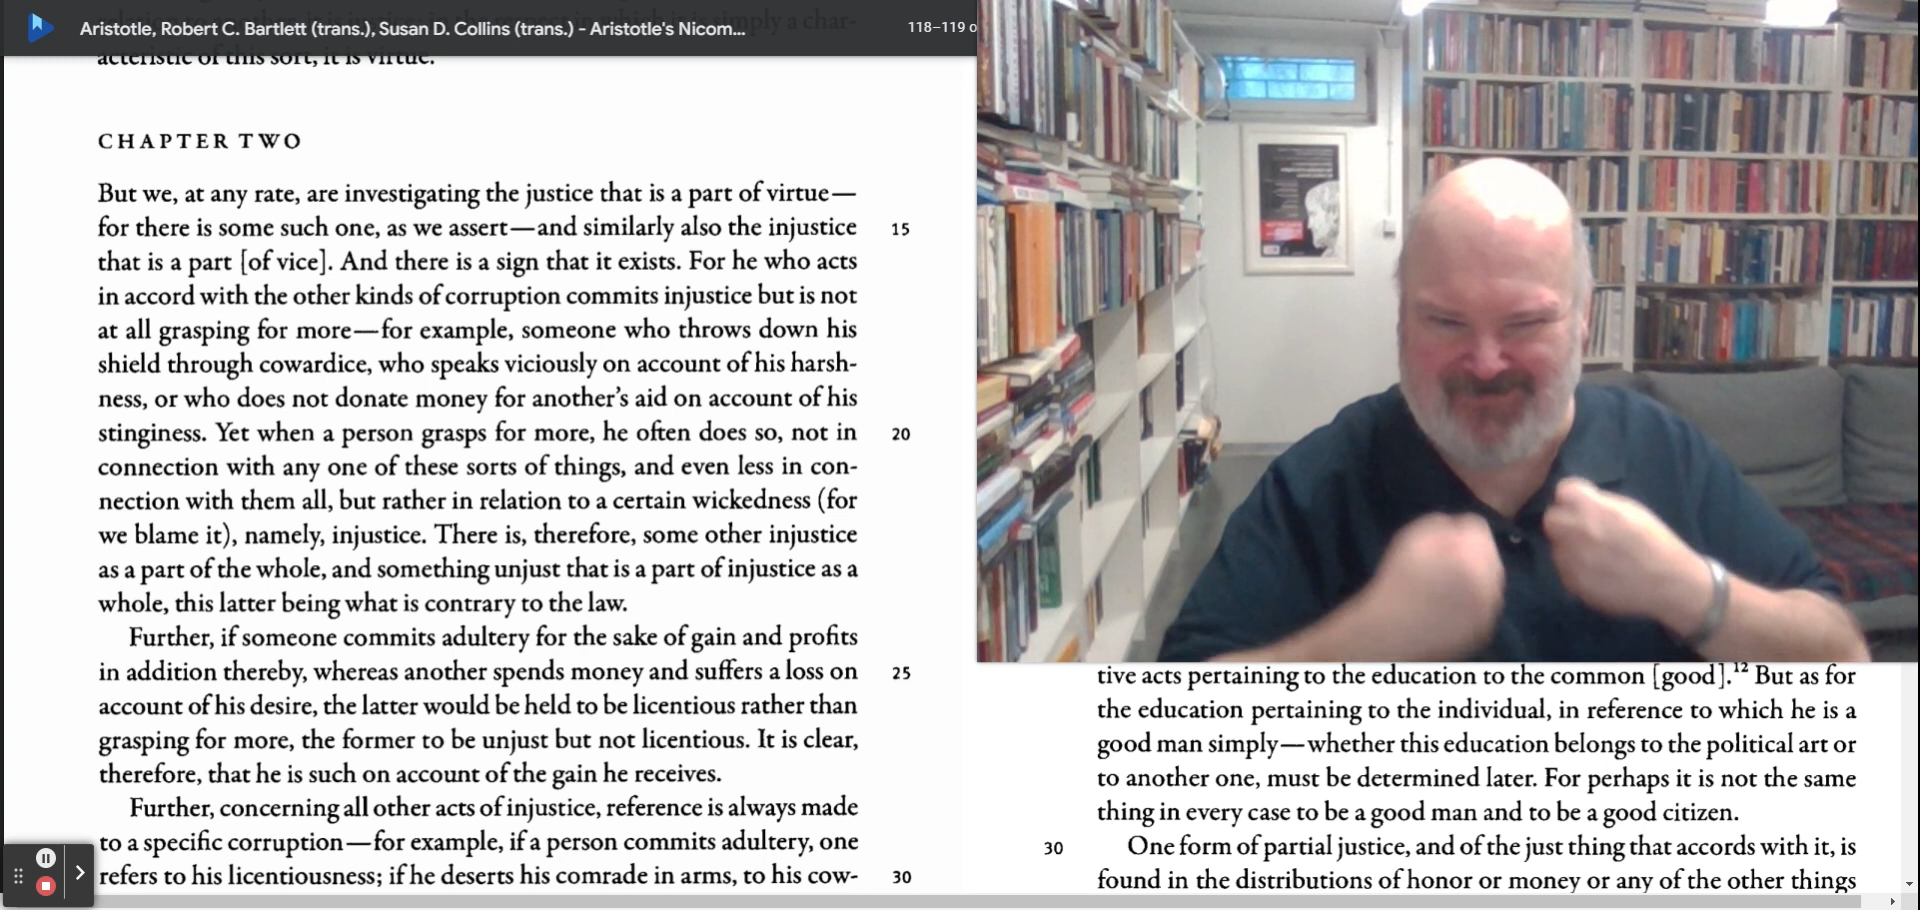 Aristotle, Robert C. Bartlett (trans.), Susan D. Collins (trans.) - Aristotle's Nicom...
118–119 o
acteristic of this sort, it is virtue.
CHAPTER TWO
But we, at any rate, are investigating the justice that is a part of virtue—
for there is some such one, as we assert—and similarly also the injustice
15
that is a part [of vice]. And there is a sign that it exists. For he who acts
in accord with the other kinds of corruption commits injustice but is not
at all grasping for more—for example, someone who throws down his
shield through cowardice, who speaks viciously on account of his harsh-
ness, or who does not donate money for another's aid on account of his
stinginess. Yet when a person grasps for more, he often does so, not in
20
connection with any one of these sorts of things, and even less in con-
nection with them all, but rather in relation to a certain wickedness (for
we blame it), namely, injustice. There is, therefore, some other injustice
as a part of the whole, and something unjust that is a part of injustice as a
whole, this latter being what is contrary to the law.
Further, if someone commits adultery for the sake of gain and profits
in addition thereby, whereas another spends money and suffers a loss on
25
account of his desire, the latter would be held to be licentious rather than
grasping for more, the former to be unjust but not licentious. It is clear,
therefore, that he is such on account of the gain he receives.
Further, concerning all other acts of injustice, reference is always made
to a specific corruption—for example, if a person commits adultery, one
refers to his licentiousness; if he deserts his comrade in arms, to his cow-
30
tive acts pertaining to the education to the common [good].¹² But as for
the education pertaining to the individual, in reference to which he is a
good man simply—whether this education belongs to the political art or
to another one, must be determined later. For perhaps it is not the same
thing in every case to be a good man and to be a good citizen.
30
One form of partial justice, and of the just thing that accords with it, is
found in the distributions of honor or money or any of the other things